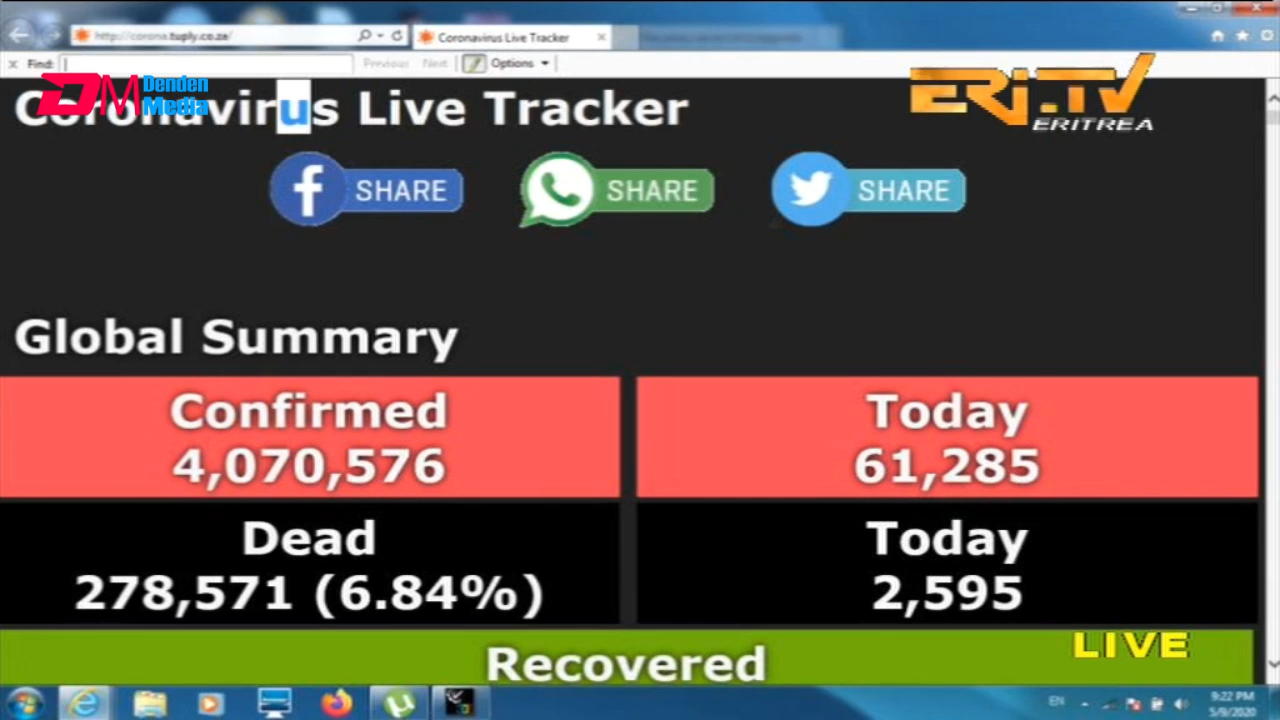 http://corona.tuply.co.za/
Coronavirus Live Tracker
Find:
Previous
Next
Options
DM Denden
Media
ERi.TV
ERITREA
Coronavirus Live Tracker
SHARE
SHARE
SHARE
Global Summary
Confirmed
4,070,576
Today
61,285
Dead
278,571 (6.84%)
Today
2,595
Recovered
LIVE
EN
9:22 PM
5/9/2020